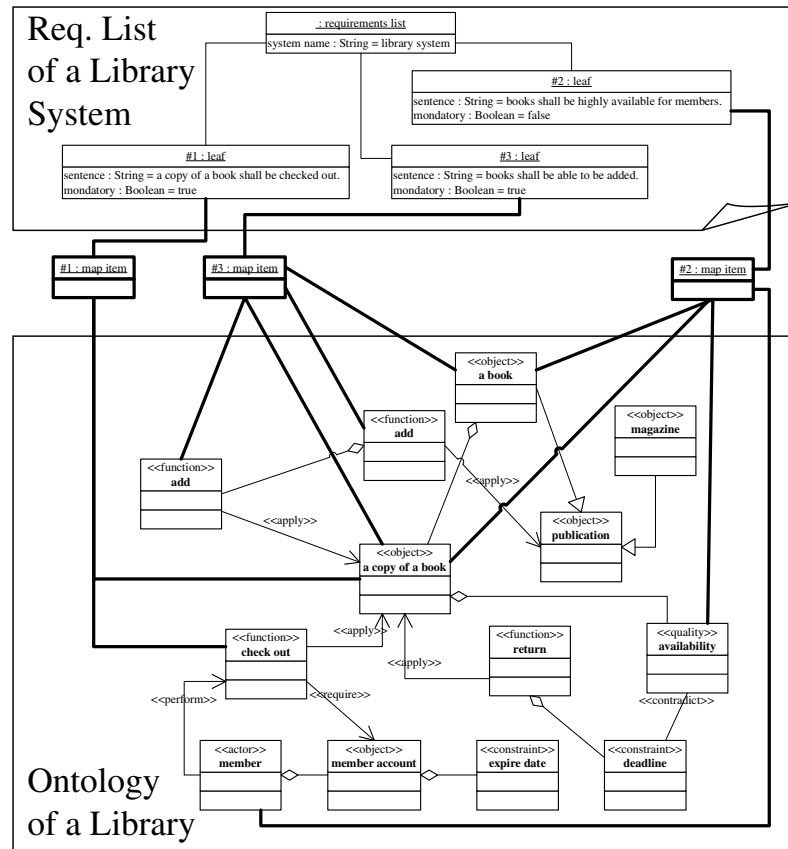 Req. List
of a Library
System
: requirements list
system name : String = library system
#2 : leaf
sentence : String = books shall be highly available for members.
mondatory : Boolean = false
#1 : leaf
sentence : String = a copy of a book shall be checked out.
mondatory : Boolean = true
#3 : leaf
sentence : String = books shall be able to be added.
mondatory : Boolean = true
#1 : map item
#3 : map item
#2 : map item
<<object>>
a book
<<function>>
add
<<object>>
magazine
<<function>>
add
<<apply>>
<<object>>
publication
<<apply>>
<<object>>
a copy of a book
<<function>>
check out
<<apply>>
<<apply>>
<<function>>
return
<<quality>>
availability
<<perform>>
<<require>>
<<contradict>>
<<actor>>
member
<<object>>
member account
<<constraint>>
expire date
<<constraint>>
deadline
Ontology
of a Library